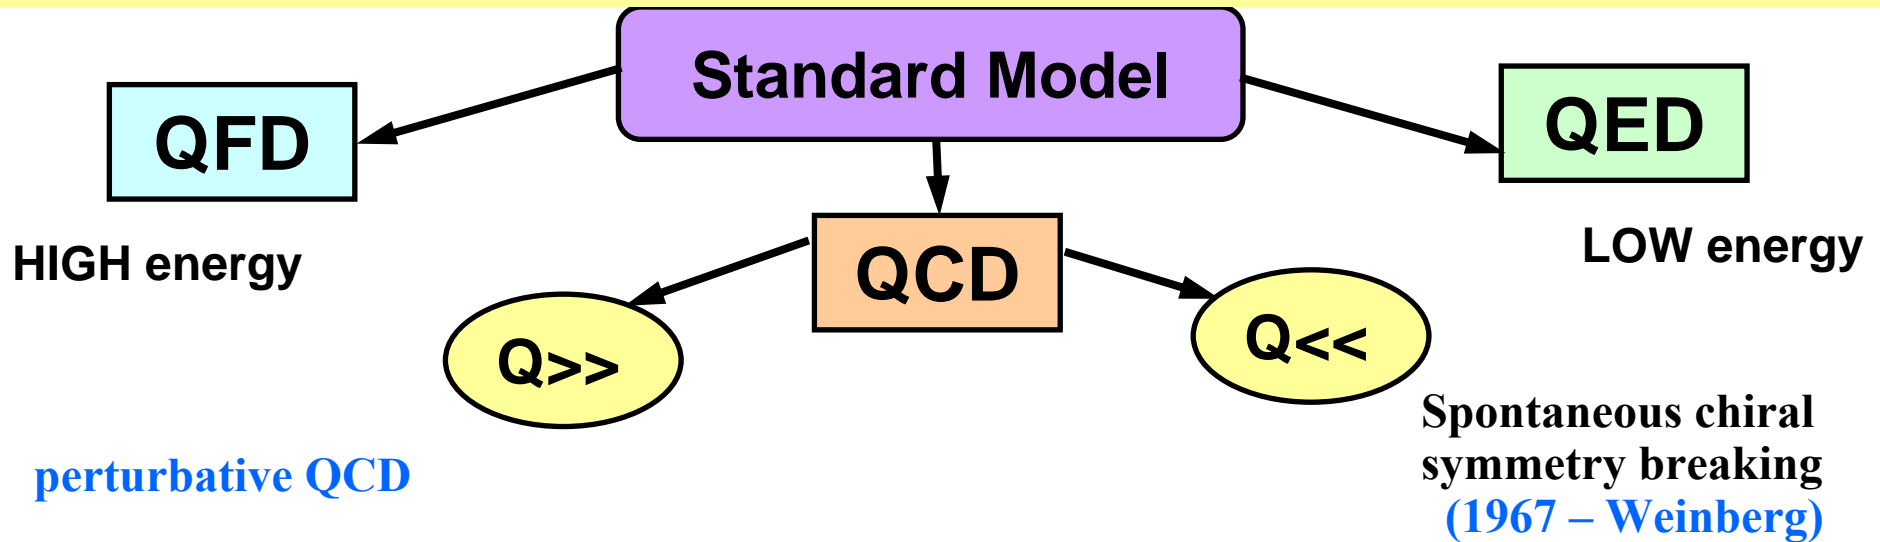 Standard Model
QFD
QED
HIGH energy
QCD
LOW energy
Q>>
Q<<
perturbative QCD
Spontaneous chiral
symmetry breaking
(1967 – Weinberg)